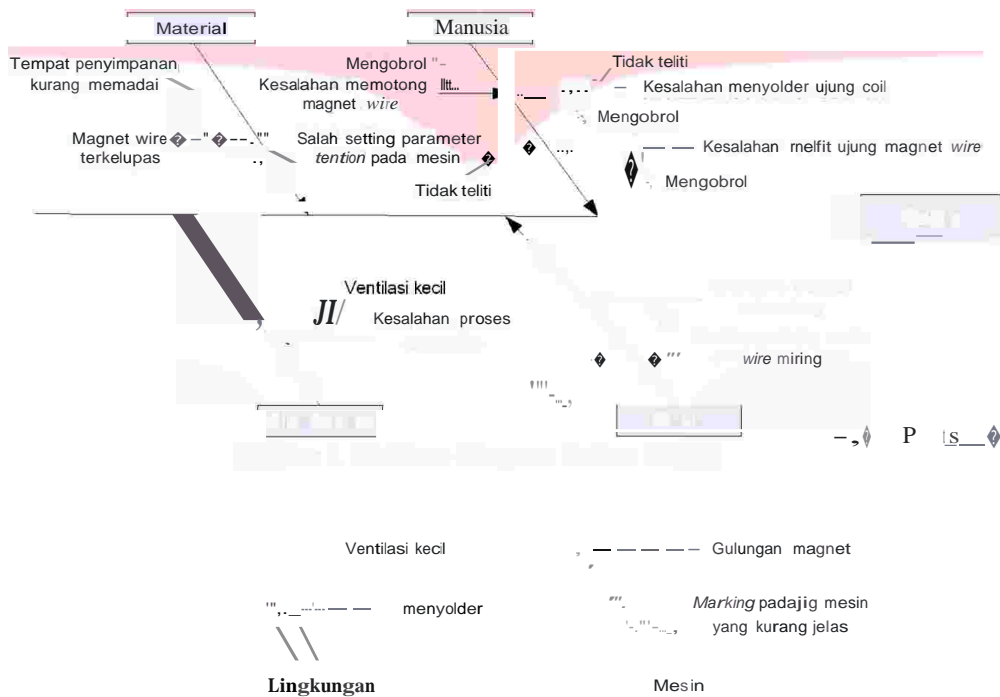 Material
Manusia
Tempat penyimpanan
kurang memadai
Magnet wire
terkelupas
Mengobrol
Kesalahan memotong
magnet wire
Salah setting parameter
tention pada mesin
Tidak teliti
Tidak teliti
Kesalahan menyolder ujung coil
Mengobrol
Kesalahan melfit ujung magnet wire
Mengobrol
Ventilasi kecil
JI/
Kesalahan proses
wire miring
P ts
Ventilasi kecil
Gulungan magnet
menyolder
Marking padajig mesin
yang kurang jelas
Lingkungan
Mesin